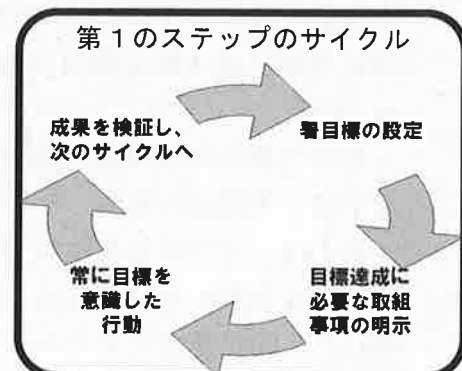 第1のステップのサイクル
成果を検証し、
次のサイクルへ
署目標の設定
常に目標を
意識した
行動
目標達成に
必要な取組
事項の明示